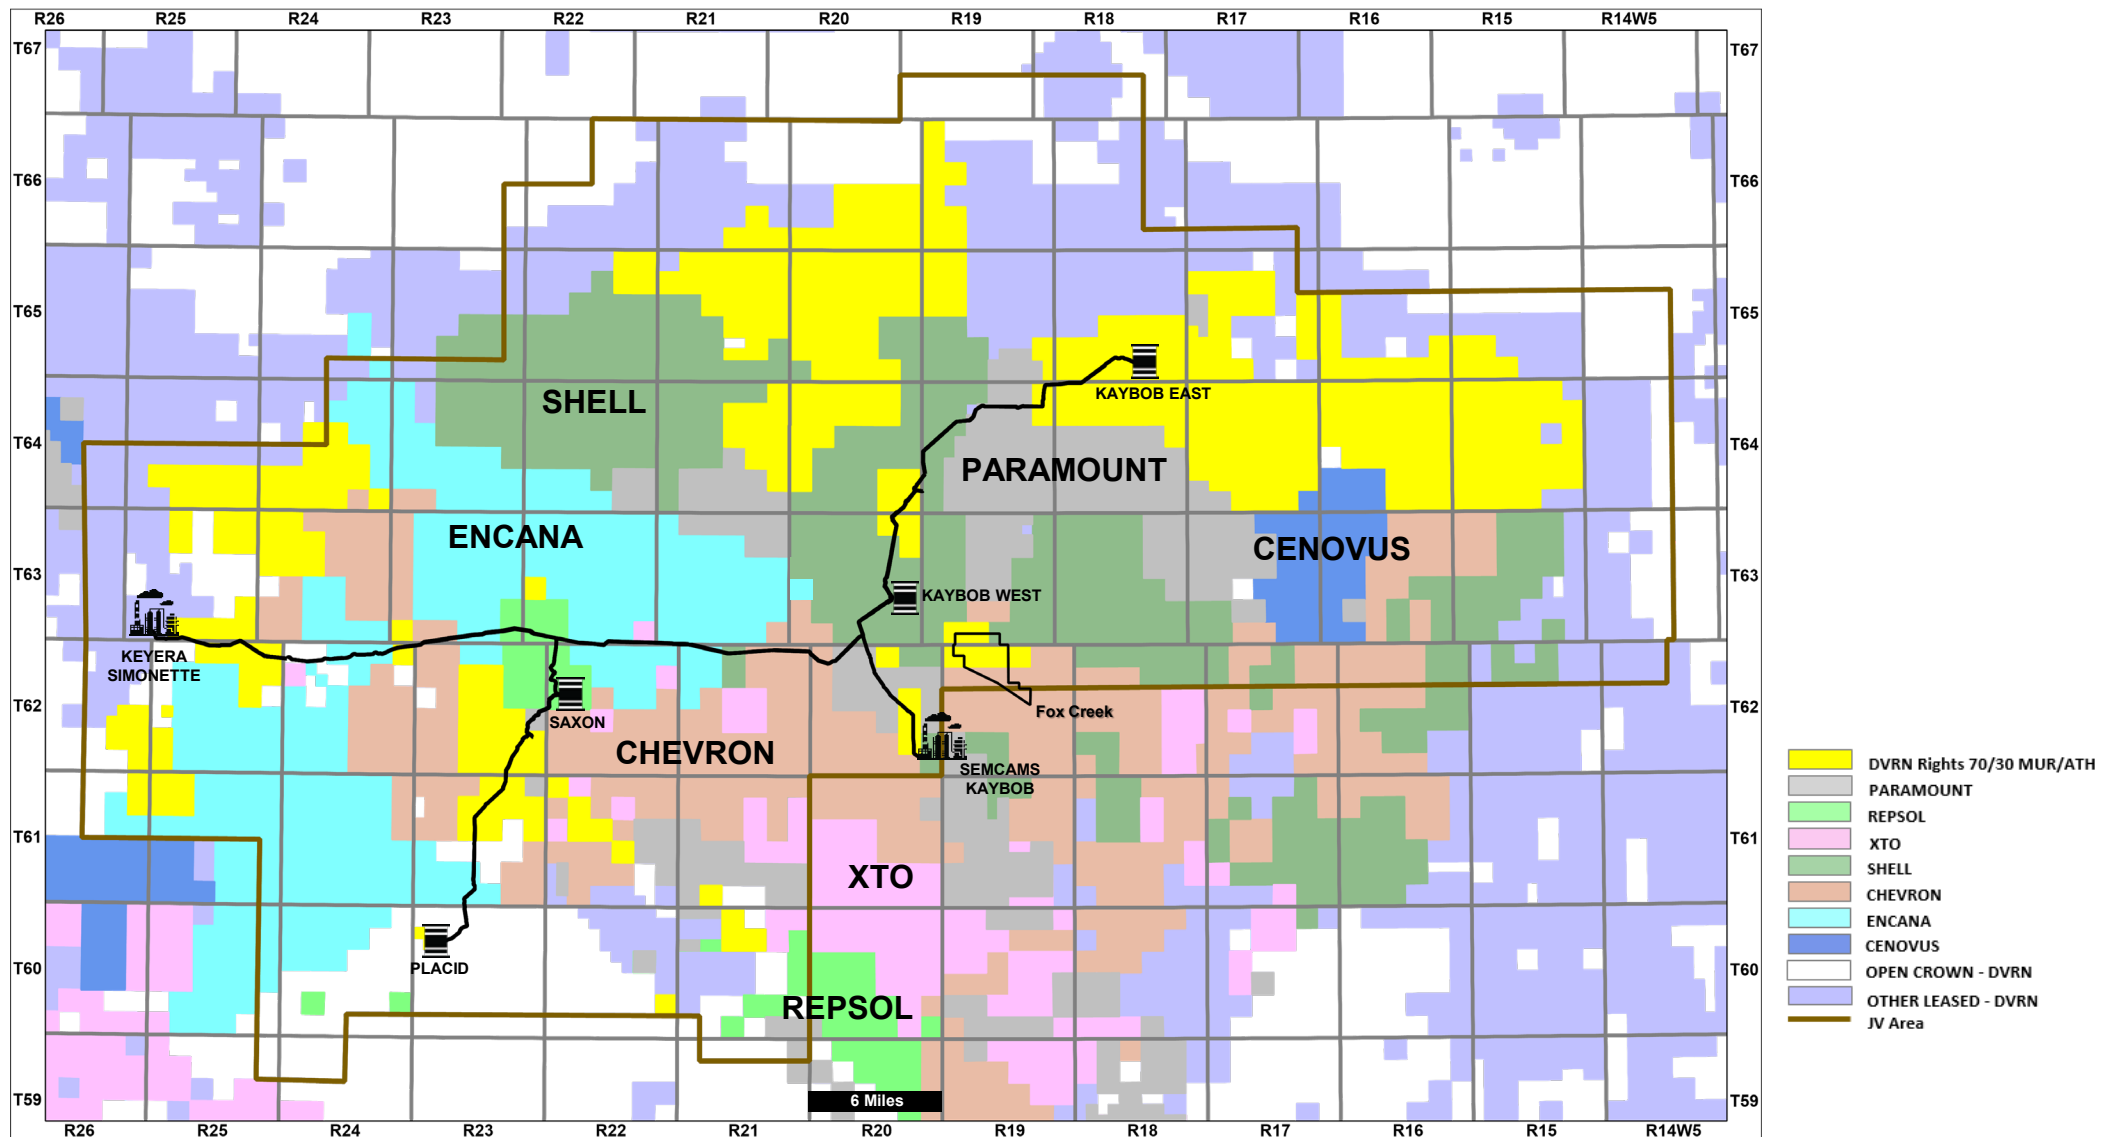 R26 R25 R24 R23 R22 R21 R20 R19 R18 R17 R16 R15 R14W5
T67 T67
T66 T66
T65 T65
KAYBOB EAST
SHELL
T64 T64
PARAMOUNT
ENCANA
CENOVUS
T63 T63
KAYBOB WEST
KEYERA
SIMONETTE
T62 T62
SAXON
Fox Creek
CHEVRON
SEMCAMS
KAYBOB
T61 T61
XTO
PLACID
T60 T60
REPSOL
6 Miles
T59 T59
R26 R25 R24 R23 R22 R21 R20 R19 R18 R17 R16 R15 R14W5
DVRN Rights 70/30 MUR/ATH
PARAMOUNT
REPSOL
XTO
SHELL
CHEVRON
ENCANA
CENOVUS
OPEN CROWN - DVRN
OTHER LEASED - DVRN
JV Area